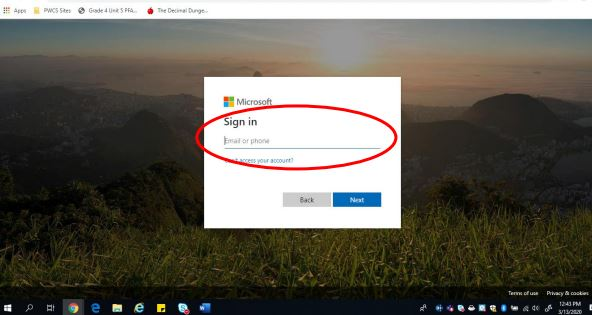 Apps PWCS Sites Grade 4 Unit 5 PFA... The Decimal Dunge...
Microsoft
Sign in
Email or phone
Can't access your account?
Back Next
Terms of use Privacy & cookies
12:43 PM
3/13/2020